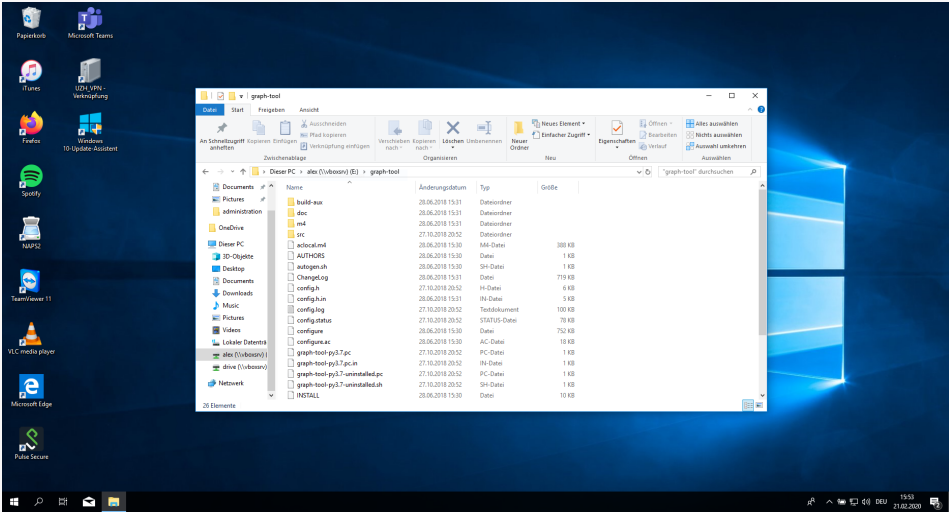 Papierkorb
Microsoft Teams
iTunes
UZH_VPN -
Verknüpfung
Firefox
Windows
10-Update-Assistent
Spotify
NAPS2
TeamViewer 11
VLC media player
Microsoft Edge
Pulse Secure
graph-tool
Datei Start Freigeben Ansicht
An Schnellzugriff
anheften
Kopieren
Einfügen
Ausschneiden
Pfad kopieren
Verknüpfung einfügen
Zwischenablage
Verschieben
nach
Kopieren
nach
Löschen
Umbenennen
Organisieren
Neuer
Ordner
Neues Element
Einfacher Zugriff
Neu
Eigenschaften
Öffnen
Bearbeiten
Verlauf
Öffnen
Alles auswählen
Nichts auswählen
Auswahl umkehren
Auswählen
Dieser PC > alex (\\vboxsrv) (E:) > graph-tool
"graph-tool" durchsuchen
Documents
Pictures
administration
OneDrive
Dieser PC
3D-Objekte
Desktop
Documents
Downloads
Music
Pictures
Videos
Lokaler Datenträ
alex (\\vboxsrv) (
drive (\\vboxsrv)
Netzwerk
Name Änderungsdatum Typ Größe
build-aux 28.06.2018 15:31 Dateiordner
doc 28.06.2018 15:31 Dateiordner
m4 28.06.2018 15:31 Dateiordner
src 27.10.2018 20:52 Dateiordner
aclocal.m4 28.06.2018 15:30 M4-Datei 388 KB
AUTHORS 28.06.2018 15:30 Datei 1 KB
autogen.sh 28.06.2018 15:30 SH-Datei 1 KB
ChangeLog 28.06.2018 15:31 Datei 719 KB
config.h 27.10.2018 20:52 H-Datei 6 KB
config.h.in 28.06.2018 15:31 IN-Datei 5 KB
config.log 27.10.2018 20:52 Textdokument 100 KB
config.status 27.10.2018 20:52 STATUS-Datei 78 KB
configure 28.06.2018 15:30 Datei 752 KB
configure.ac 28.06.2018 15:30 AC-Datei 18 KB
graph-tool-py3.7.pc 27.10.2018 20:52 PC-Datei 1 KB
graph-tool-py3.7.pc.in 27.10.2018 20:52 IN-Datei 1 KB
graph-tool-py3.7-uninstalled.pc 27.10.2018 20:52 PC-Datei 1 KB
graph-tool-py3.7-uninstalled.sh 27.10.2018 20:52 SH-Datei 1 KB
INSTALL 28.06.2018 15:30 Datei 10 KB
26 Elemente
DEU
15:53
21.02.2020